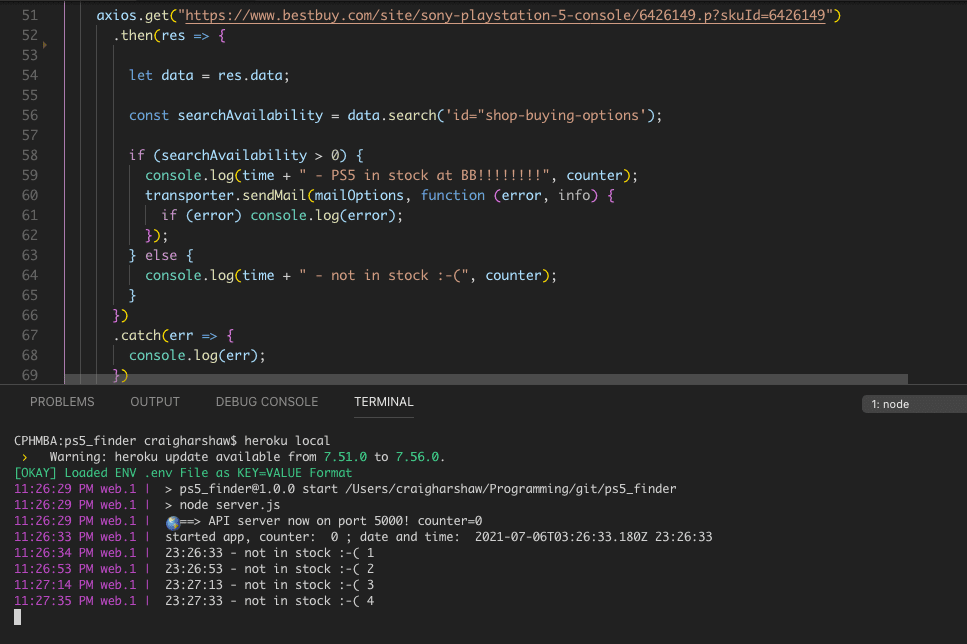 51 axios.get("https://www.bestbuy.com/site/sony-playstation-5-console/6426149.p?skuId=6426149")
52 .then(res => {
53
54 let data = res.data;
55
56 const searchAvailability = data.search('id="shop-buying-options');
57
58 if (searchAvailability > 0) {
59 console.log(time + " - PS5 in stock at BB!!!!!!!!", counter);
60 transporter.sendMail(mailOptions, function (error, info) {
61 if (error) console.log(error);
62 });
63 } else {
64 console.log(time + " - not in stock :-(", counter);
65 }
66 })
67 .catch(err => {
68 console.log(err);
69 })
PROBLEMS OUTPUT DEBUG CONSOLE TERMINAL 1: node
CPHMBA:ps5_finder craigharshaw$ heroku local
› Warning: heroku update available from 7.51.0 to 7.56.0.
[OKAY] Loaded ENV .env File as KEY=VALUE Format
11:26:29 PM web.1 | > ps5_finder@1.0.0 start /Users/craigharshaw/Programming/git/ps5_finder
11:26:29 PM web.1 | > node server.js
11:26:29 PM web.1 | 🌎==> API server now on port 5000! counter=0
11:26:33 PM web.1 | started app, counter: 0 ; date and time: 2021-07-06T03:26:33.180Z 23:26:33
11:26:34 PM web.1 | 23:26:33 - not in stock :-( 1
11:26:53 PM web.1 | 23:26:53 - not in stock :-( 2
11:27:14 PM web.1 | 23:27:13 - not in stock :-( 3
11:27:35 PM web.1 | 23:27:33 - not in stock :-( 4